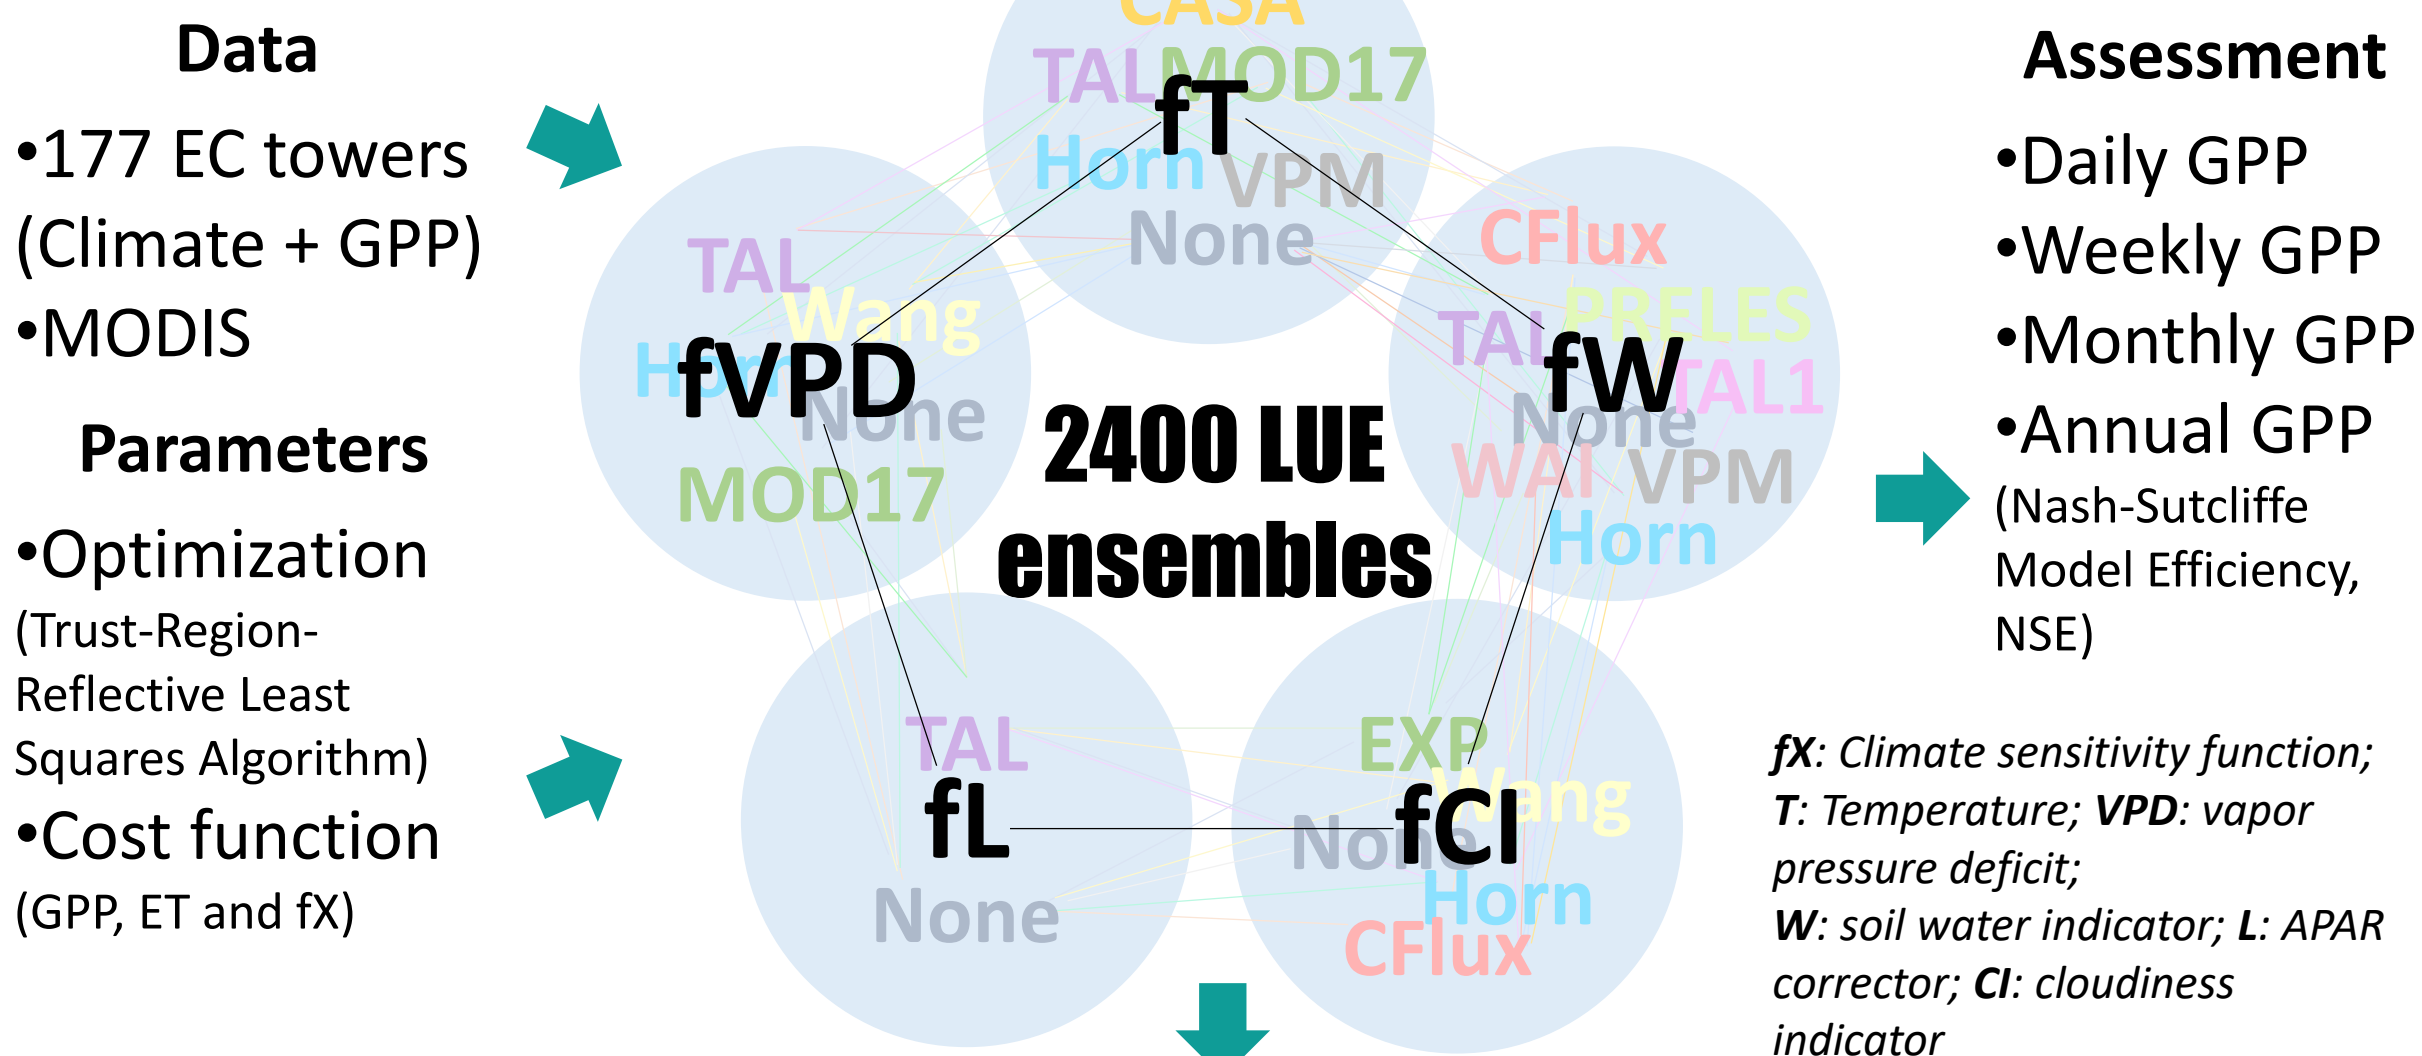 Data
•177 EC towers
(Climate + GPP)
•MODIS
Parameters
•Optimization
(Trust-Region-
Reflective Least
Squares Algorithm)
•Cost function
(GPP, ET and fX)
CASA
TAL MOD17
fT
Horn VPM
None
TAL
Wang
Horn
fVPD
None
MOD17
CFlux
PRELES
TAL
fW
TAL1
None
WAI VPM
Horn
2400 LUE
ensembles
TAL
fL
None
EXP
Wang
None
fCI
Horn
CFlux
Assessment
•Daily GPP
•Weekly GPP
•Monthly GPP
•Annual GPP
(Nash-Sutcliffe
Model Efficiency,
NSE)
fX: Climate sensitivity function;
T: Temperature; VPD: vapor
pressure deficit;
W: soil water indicator; L: APAR
corrector; CI: cloudiness
indicator